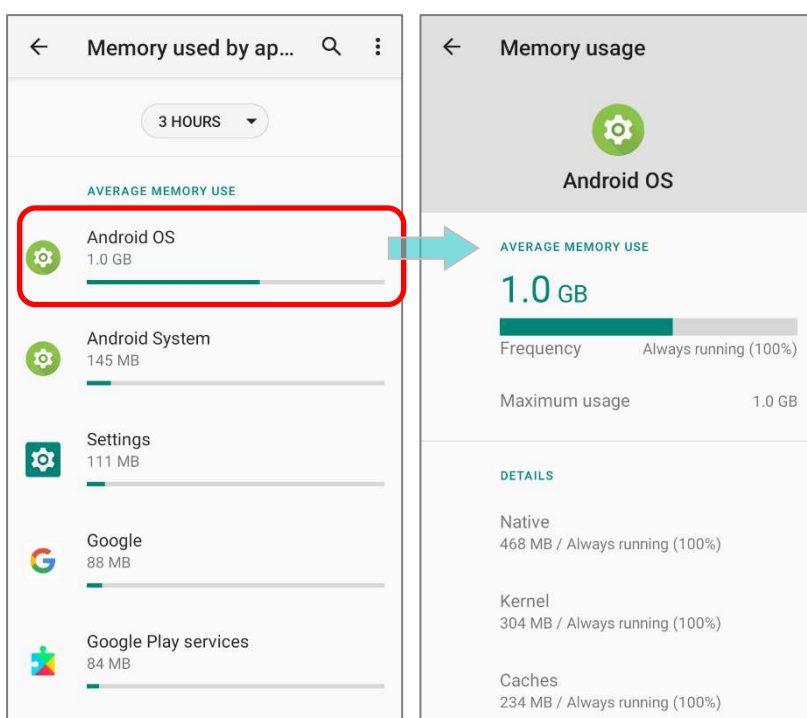 Memory used by ap...
3 HOURS
AVERAGE MEMORY USE
Android OS
1.0 GB
Android System
145 MB
Settings
111 MB
Google
88 MB
Google Play services
84 MB
Memory usage
Android OS
AVERAGE MEMORY USE
1.0 GB
Frequency Always running (100%)
Maximum usage 1.0 GB
DETAILS
Native
468 MB / Always running (100%)
Kernel
304 MB / Always running (100%)
Caches
234 MB / Always running (100%)